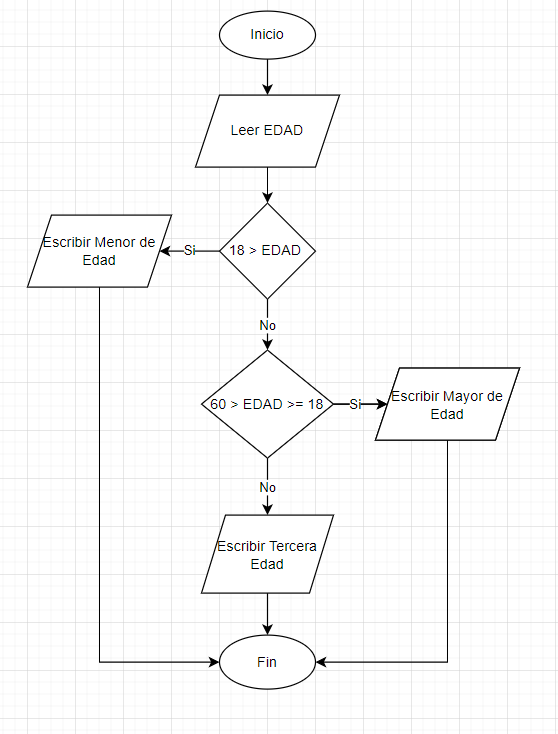 Inicio
Leer EDAD
18 > EDAD
Si
Escribir Menor de
Edad
No
60 > EDAD >= 18
Si
Escribir Mayor de
Edad
No
Escribir Tercera
Edad
Fin